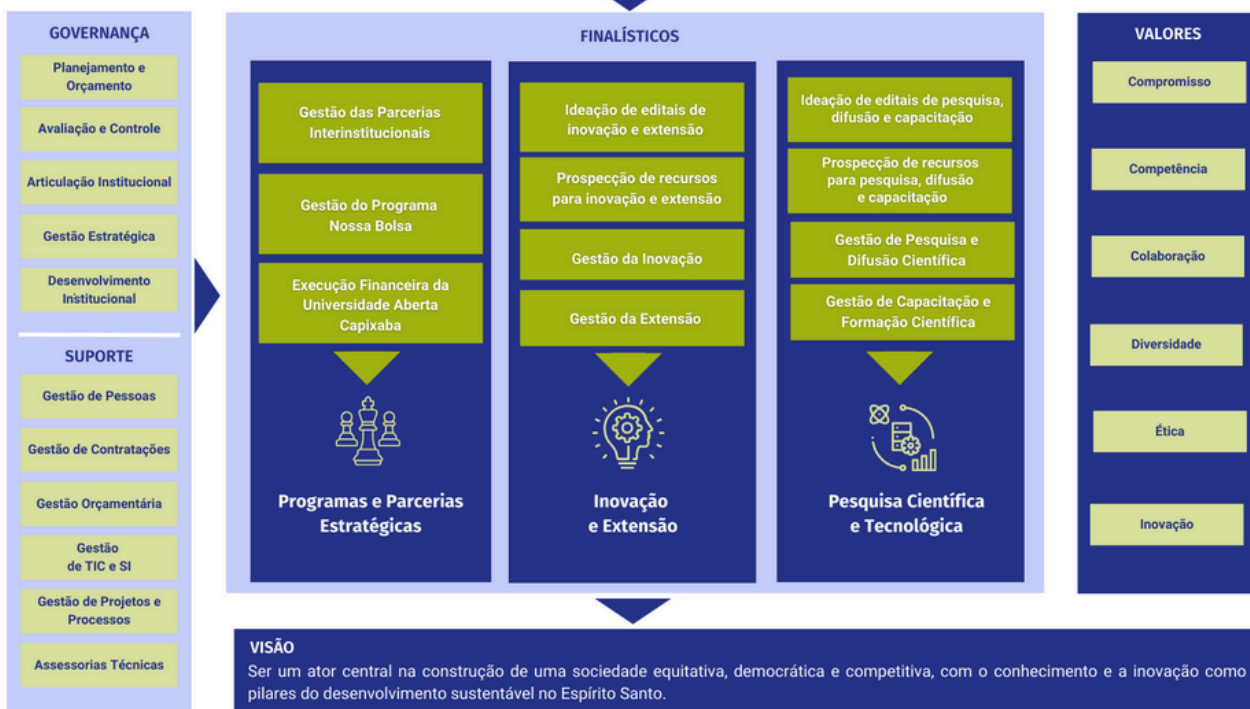 GOVERNANÇA
Planejamento e
Orçamento
Avaliação e Controle
Articulação Institucional
Gestão Estratégica
Desenvolvimento
Institucional
SUPORTE
Gestão de Pessoas
Gestão de Contratações
Gestão Orçamentária
Gestão
de TIC e SI
Gestão de Projetos e
Processos
Assessorias Técnicas
FINALÍSTICOS
Gestão das Parcerias
Interinstitucionais
Gestão do Programa
Nossa Bolsa
Execução Financeira da
Universidade Aberta
Capixaba
Programas e Parcerias
Estratégicas
Ideação de editais de
inovação e extensão
Prospecção de recursos
para inovação e extensão
Gestão da Inovação
Gestão da Extensão
Inovação
e Extensão
Ideação de editais de pesquisa,
difusão e capacitação
Prospecção de recursos
para pesquisa, difusão
e capacitação
Gestão de Pesquisa e
Difusão Científica
Gestão de Capacitação e
Formação Científica
Pesquisa Científica
e Tecnológica
VALORES
Compromisso
Competência
Colaboração
Diversidade
Ética
Inovação
VISÃO
Ser um ator central na construção de uma sociedade equitativa, democrática e competitiva, com o conhecimento e a inovação como
pilares do desenvolvimento sustentável no Espírito Santo.